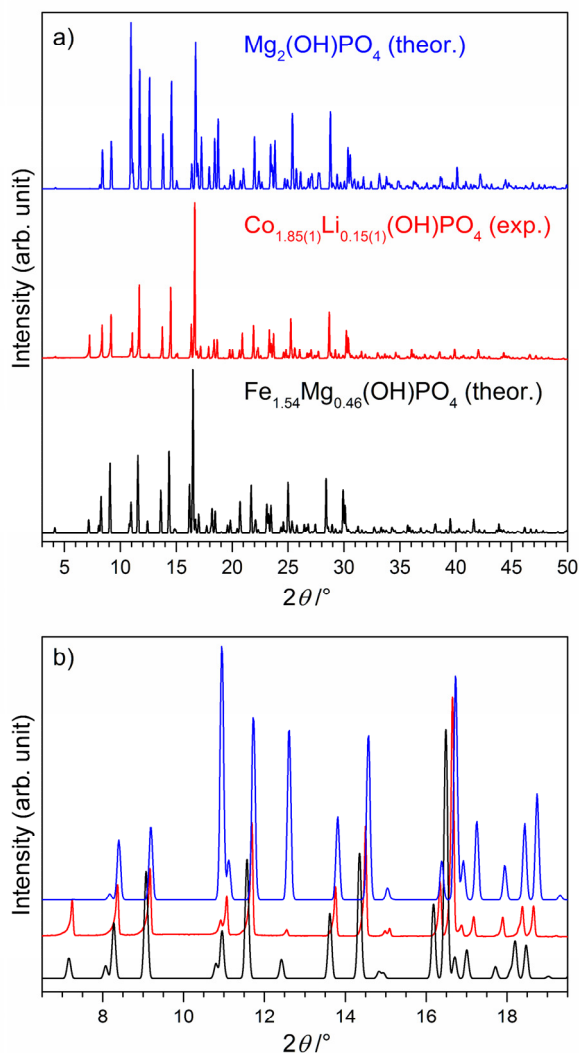 a)
Mg₂(OH)PO₄ (theor.)
Co₁.₈₅₍₁₎Li₀.₁₅₍₁₎(OH)PO₄ (exp.)
Fe₁.₅₄Mg₀.₄₆(OH)PO₄ (theor.)
Intensity (arb. unit)
5 10 15 20 25 30 35 40 45 50
2θ/°
b)
Intensity (arb. unit)
8 10 12 14 16 18
2θ/°